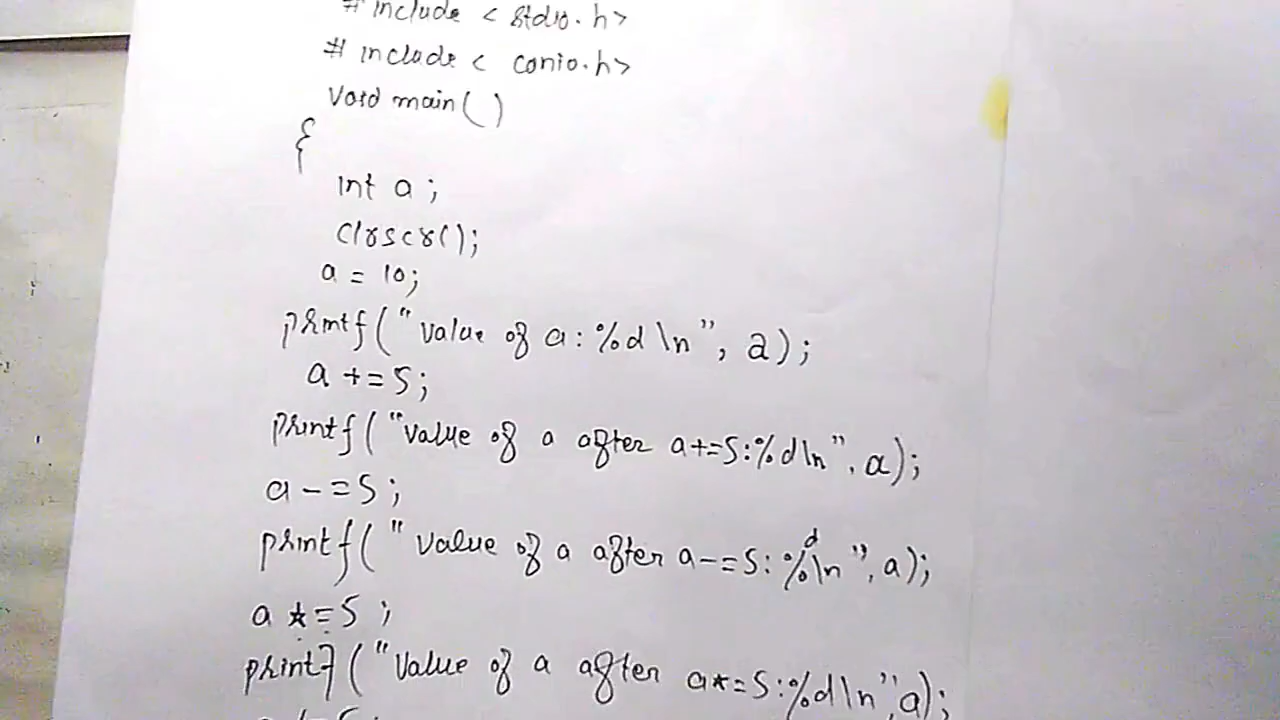 # include < stdio.h>
# include < conio.h>
Void main( )
{
int a ;
clrscr();
a = 10;
printf("value of a : %d \n", a);
a += 5;
printf("value of a after a+=5:%d\n", a);
a -=5 ;
printf("value of a after a-=5:%d\n", a);
a *=5 ;
printf("value of a after a*=5:%d\n",a);